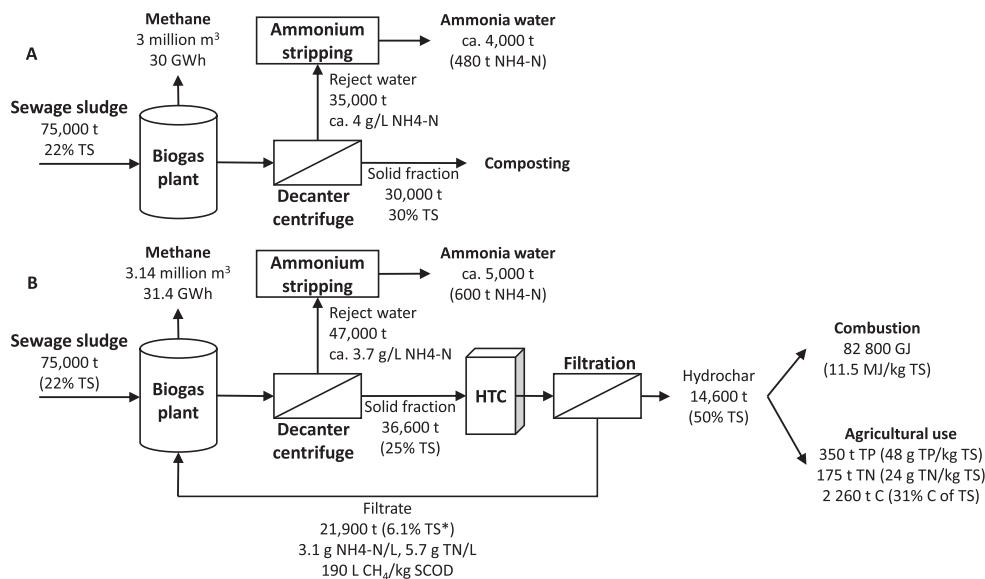 A
Methane
3 million m³
30 GWh
Sewage sludge
75,000 t
22% TS
Biogas
plant
Ammonium
stripping
Ammonia water
ca. 4,000 t
(480 t NH4-N)
Reject water
35,000 t
ca. 4 g/L NH4-N
Decanter
centrifuge
Solid fraction
30,000 t
30% TS
Composting
B
Methane
3.14 million m³
31.4 GWh
Sewage sludge
75,000 t
(22% TS)
Biogas
plant
Ammonium
stripping
Ammonia water
ca. 5,000 t
(600 t NH4-N)
Reject water
47,000 t
ca. 3.7 g/L NH4-N
Decanter
centrifuge
Solid fraction
36,600 t
(25% TS)
HTC
Filtration
Hydrochar
14,600 t
(50% TS)
Combustion
82 800 GJ
(11.5 MJ/kg TS)
Agricultural use
350 t TP (48 g TP/kg TS)
175 t TN (24 g TN/kg TS)
2 260 t C (31% C of TS)
Filtrate
21,900 t (6.1% TS*)
3.1 g NH4-N/L, 5.7 g TN/L
190 L CH₄/kg SCOD